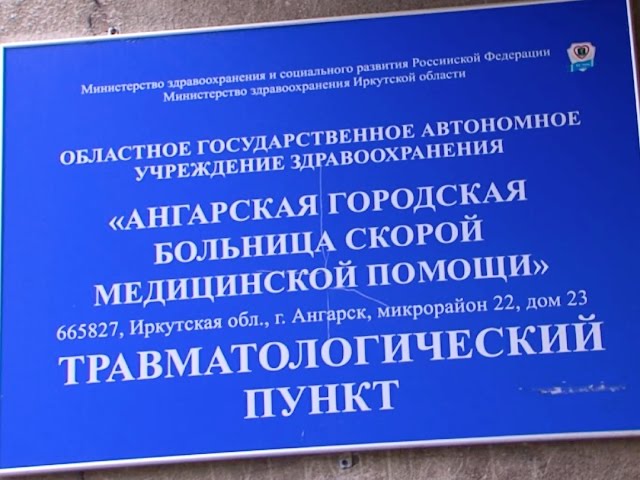 Министерство здравоохранения и социального развития Российской Федерации
Министерство здравоохранения Иркутской области
ОБЛАСТНОЕ ГОСУДАРСТВЕННОЕ АВТОНОМНОЕ
УЧРЕЖДЕНИЕ ЗДРАВООХРАНЕНИЯ
«АНГАРСКАЯ ГОРОДСКАЯ
БОЛЬНИЦА СКОРОЙ
МЕДИЦИНСКОЙ ПОМОЩИ»
665827, Иркутская обл., г. Ангарск, микрорайон 22, дом 23
ТРАВМАТОЛОГИЧЕСКИЙ
ПУНКТ